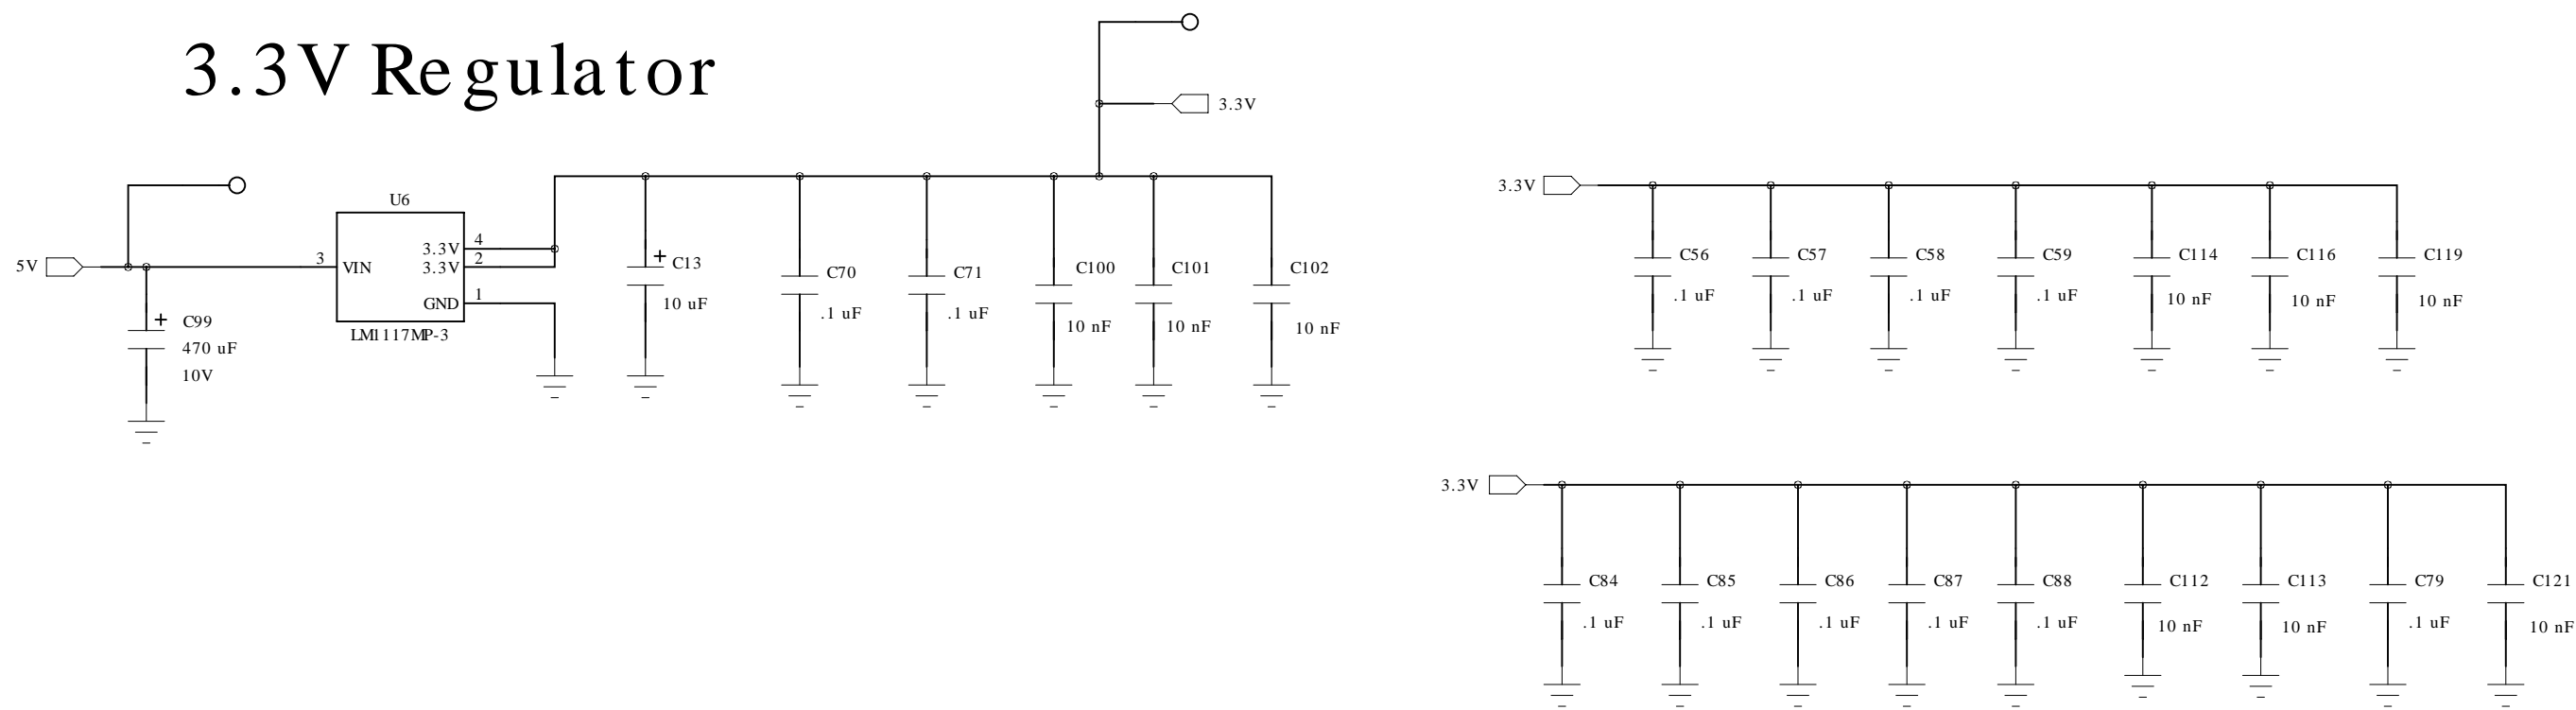 3.3V Regulator
3.3V
5V
U6
3
VIN
3.3V
4
3.3V
2
GND
1
LM1117MP-3
+
C99
470 uF
10V
+
C13
10 uF
C70
.1 uF
C71
.1 uF
C100
10 nF
C101
10 nF
C102
10 nF
3.3V
C56
.1 uF
C57
.1 uF
C58
.1 uF
C59
.1 uF
C114
10 nF
C116
10 nF
C119
10 nF
3.3V
C84
.1 uF
C85
.1 uF
C86
.1 uF
C87
.1 uF
C88
.1 uF
C112
10 nF
C113
10 nF
C79
.1 uF
C121
10 nF